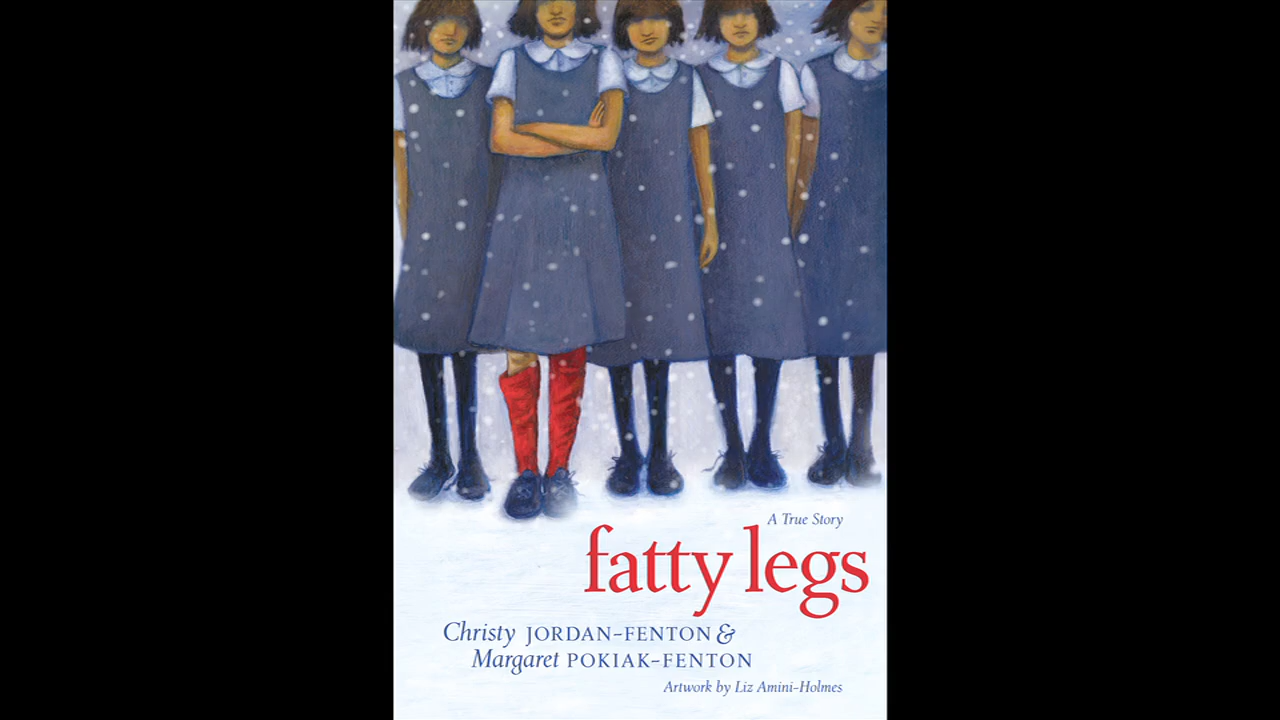 A True Story
fatty legs
Christy JORDAN-FENTON &
Margaret POKIAK-FENTON
Artwork by Liz Amini-Holmes